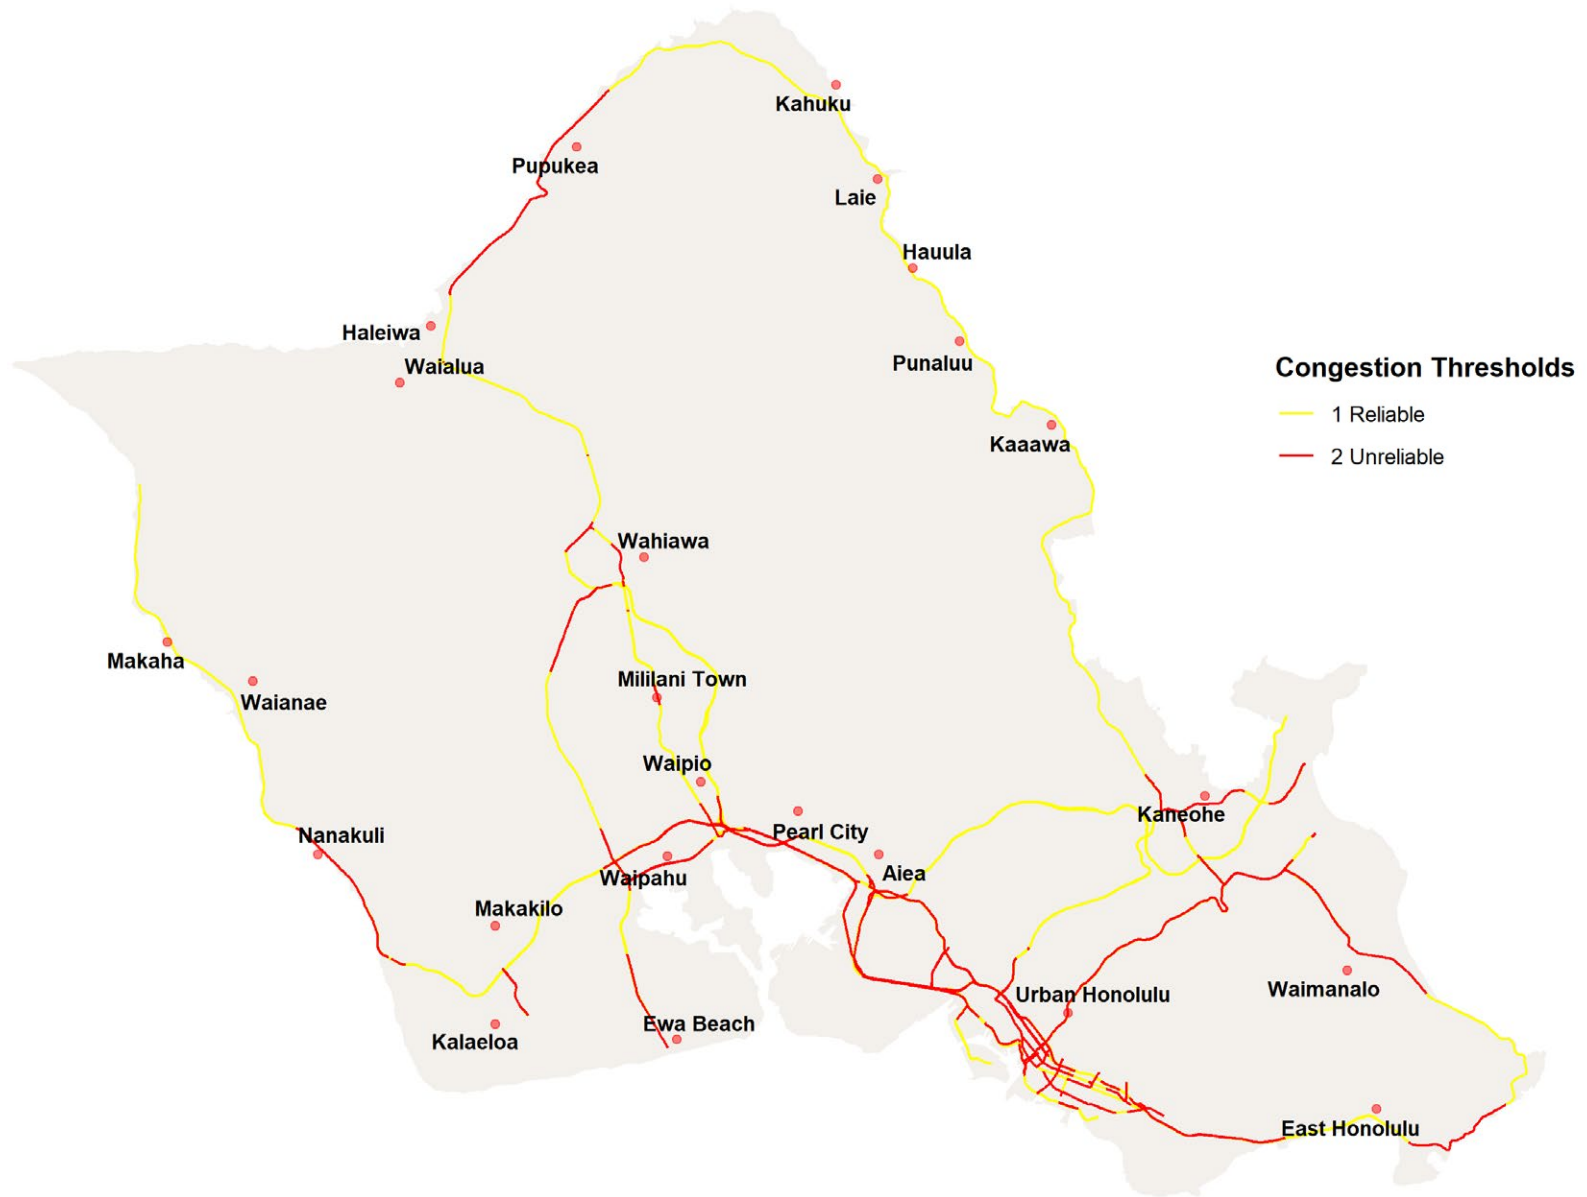 Kahuku
Pupukea
Laie
Hauula
Haleiwa
Waialua
Punaluu
Congestion Thresholds
1 Reliable
Kaaawa
2 Unreliable
Wahiawa
Makaha
Mililani Town
Waianae
Waipio
Kaneohe
Pearl City
Nanakuli
Aiea
Waipahu
Makakilo
Waimanalo
Urban Honolulu
Ewa Beach
Kalaeloa
East Honolulu